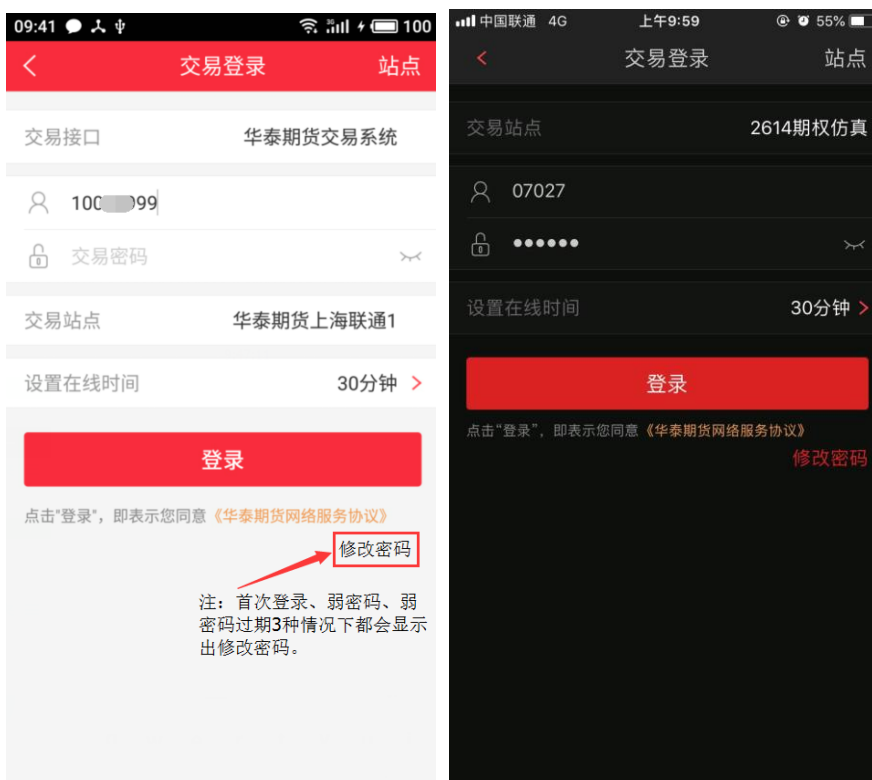 09:41
100
交易登录
站点
交易接口
华泰期货交易系统
100 99
交易密码
交易站点
华泰期货上海联通1
设置在线时间
30分钟
登录
点击"登录"，即表示您同意《华泰期货网络服务协议》
修改密码
注：首次登录、弱密码、弱
密码过期3种情况下都会显示
出修改密码。
中国联通 4G
上午9:59
55%
交易登录
站点
交易站点
2614期权仿真
07027
设置在线时间
30分钟
登录
点击“登录”，即表示您同意《华泰期货网络服务协议》
修改密码